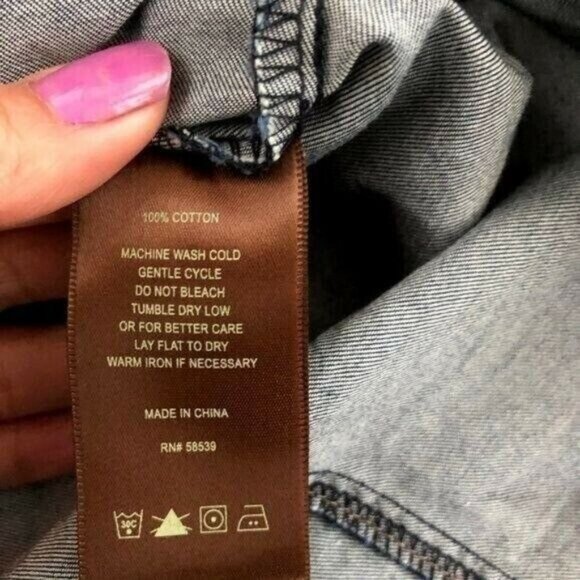 100% COTTON
MACHINE WASH COLD
GENTLE CYCLE
DO NOT BLEACH
TUMBLE DRY LOW
OR FOR BETTER CARE
LAY FLAT TO DRY
WARM IRON IF NECESSARY
MADE IN CHINA
RN# 58539
30C